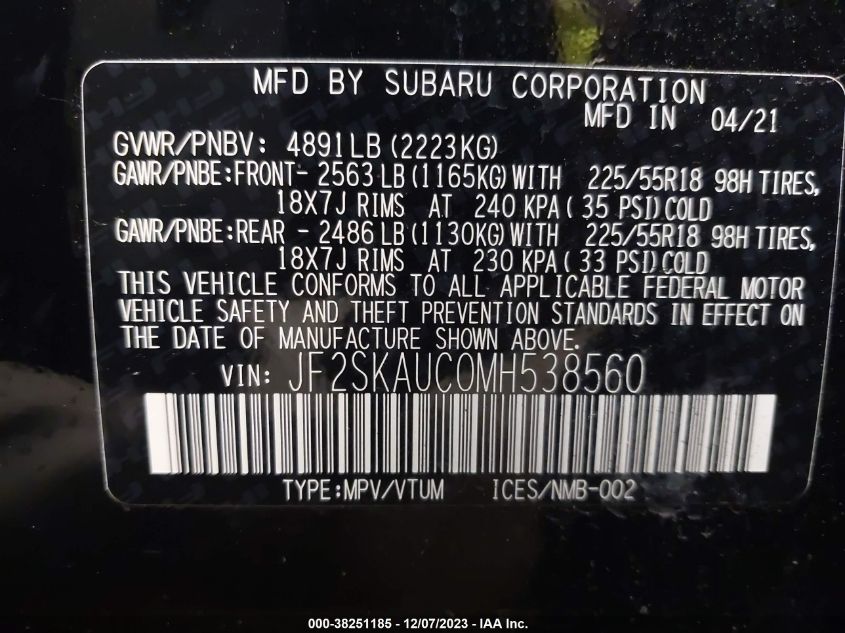 MFD BY SUBARU CORPORATION
MFD IN 04/21
GVWR/PNBV: 4891LB (2223KG)
GAWR/PNBE:FRONT- 2563 LB (1165KG) WITH 225/55R18 98H TIRES,
18X7J RIMS AT 240 KPA ( 35 PSI) COLD
GAWR/PNBE:REAR - 2486 LB (1130KG) WITH 225/55R18 98H TIRES,
18X7J RIMS AT 230 KPA ( 33 PSI) COLD
THIS VEHICLE CONFORMS TO ALL APPLICABLE FEDERAL MOTOR
VEHICLE SAFETY AND THEFT PREVENTION STANDARDS IN EFFECT ON
THE DATE OF MANUFACTURE SHOWN ABOVE.
VIN: JF2SKAUC0MH538560
TYPE:MPV/VTUM ICES/NMB-002
000-38251185 - 12/07/2023 - IAA Inc.